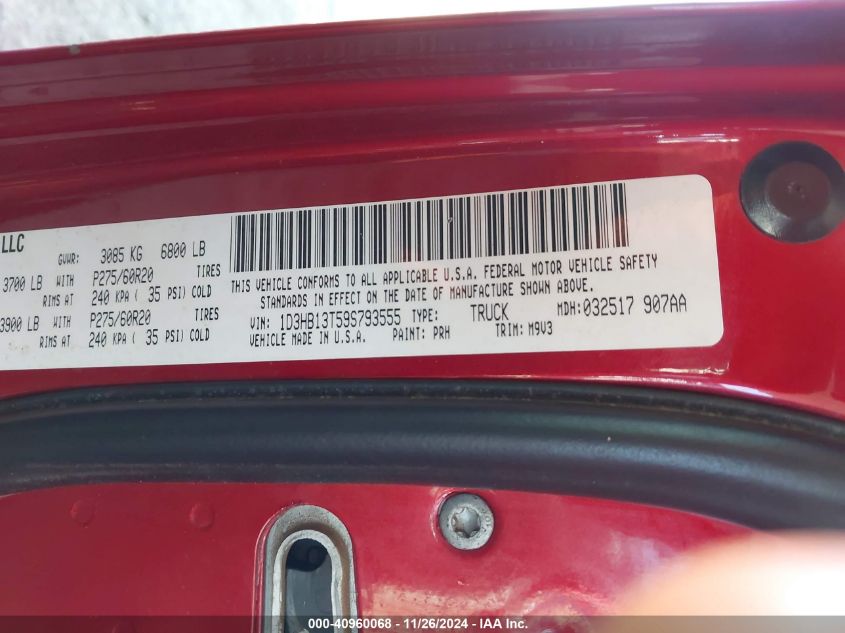 LLC
GVWR: 3085 KG 6800 LB
3700 LB WITH P275/60R20 TIRES
RIMS AT 240 KPA ( 35 PSI) COLD
3900 LB WITH P275/60R20 TIRES
RIMS AT 240 KPA ( 35 PSI) COLD
THIS VEHICLE CONFORMS TO ALL APPLICABLE U.S.A. FEDERAL MOTOR VEHICLE SAFETY
STANDARDS IN EFFECT ON THE DATE OF MANUFACTURE SHOWN ABOVE.
VIN: 1D3HB13T59S793555 TYPE: TRUCK MDH:032517 907AA
VEHICLE MADE IN U.S.A. PAINT: PRH TRIM: M9V3
000-40960068 - 11/26/2024 - IAA Inc.